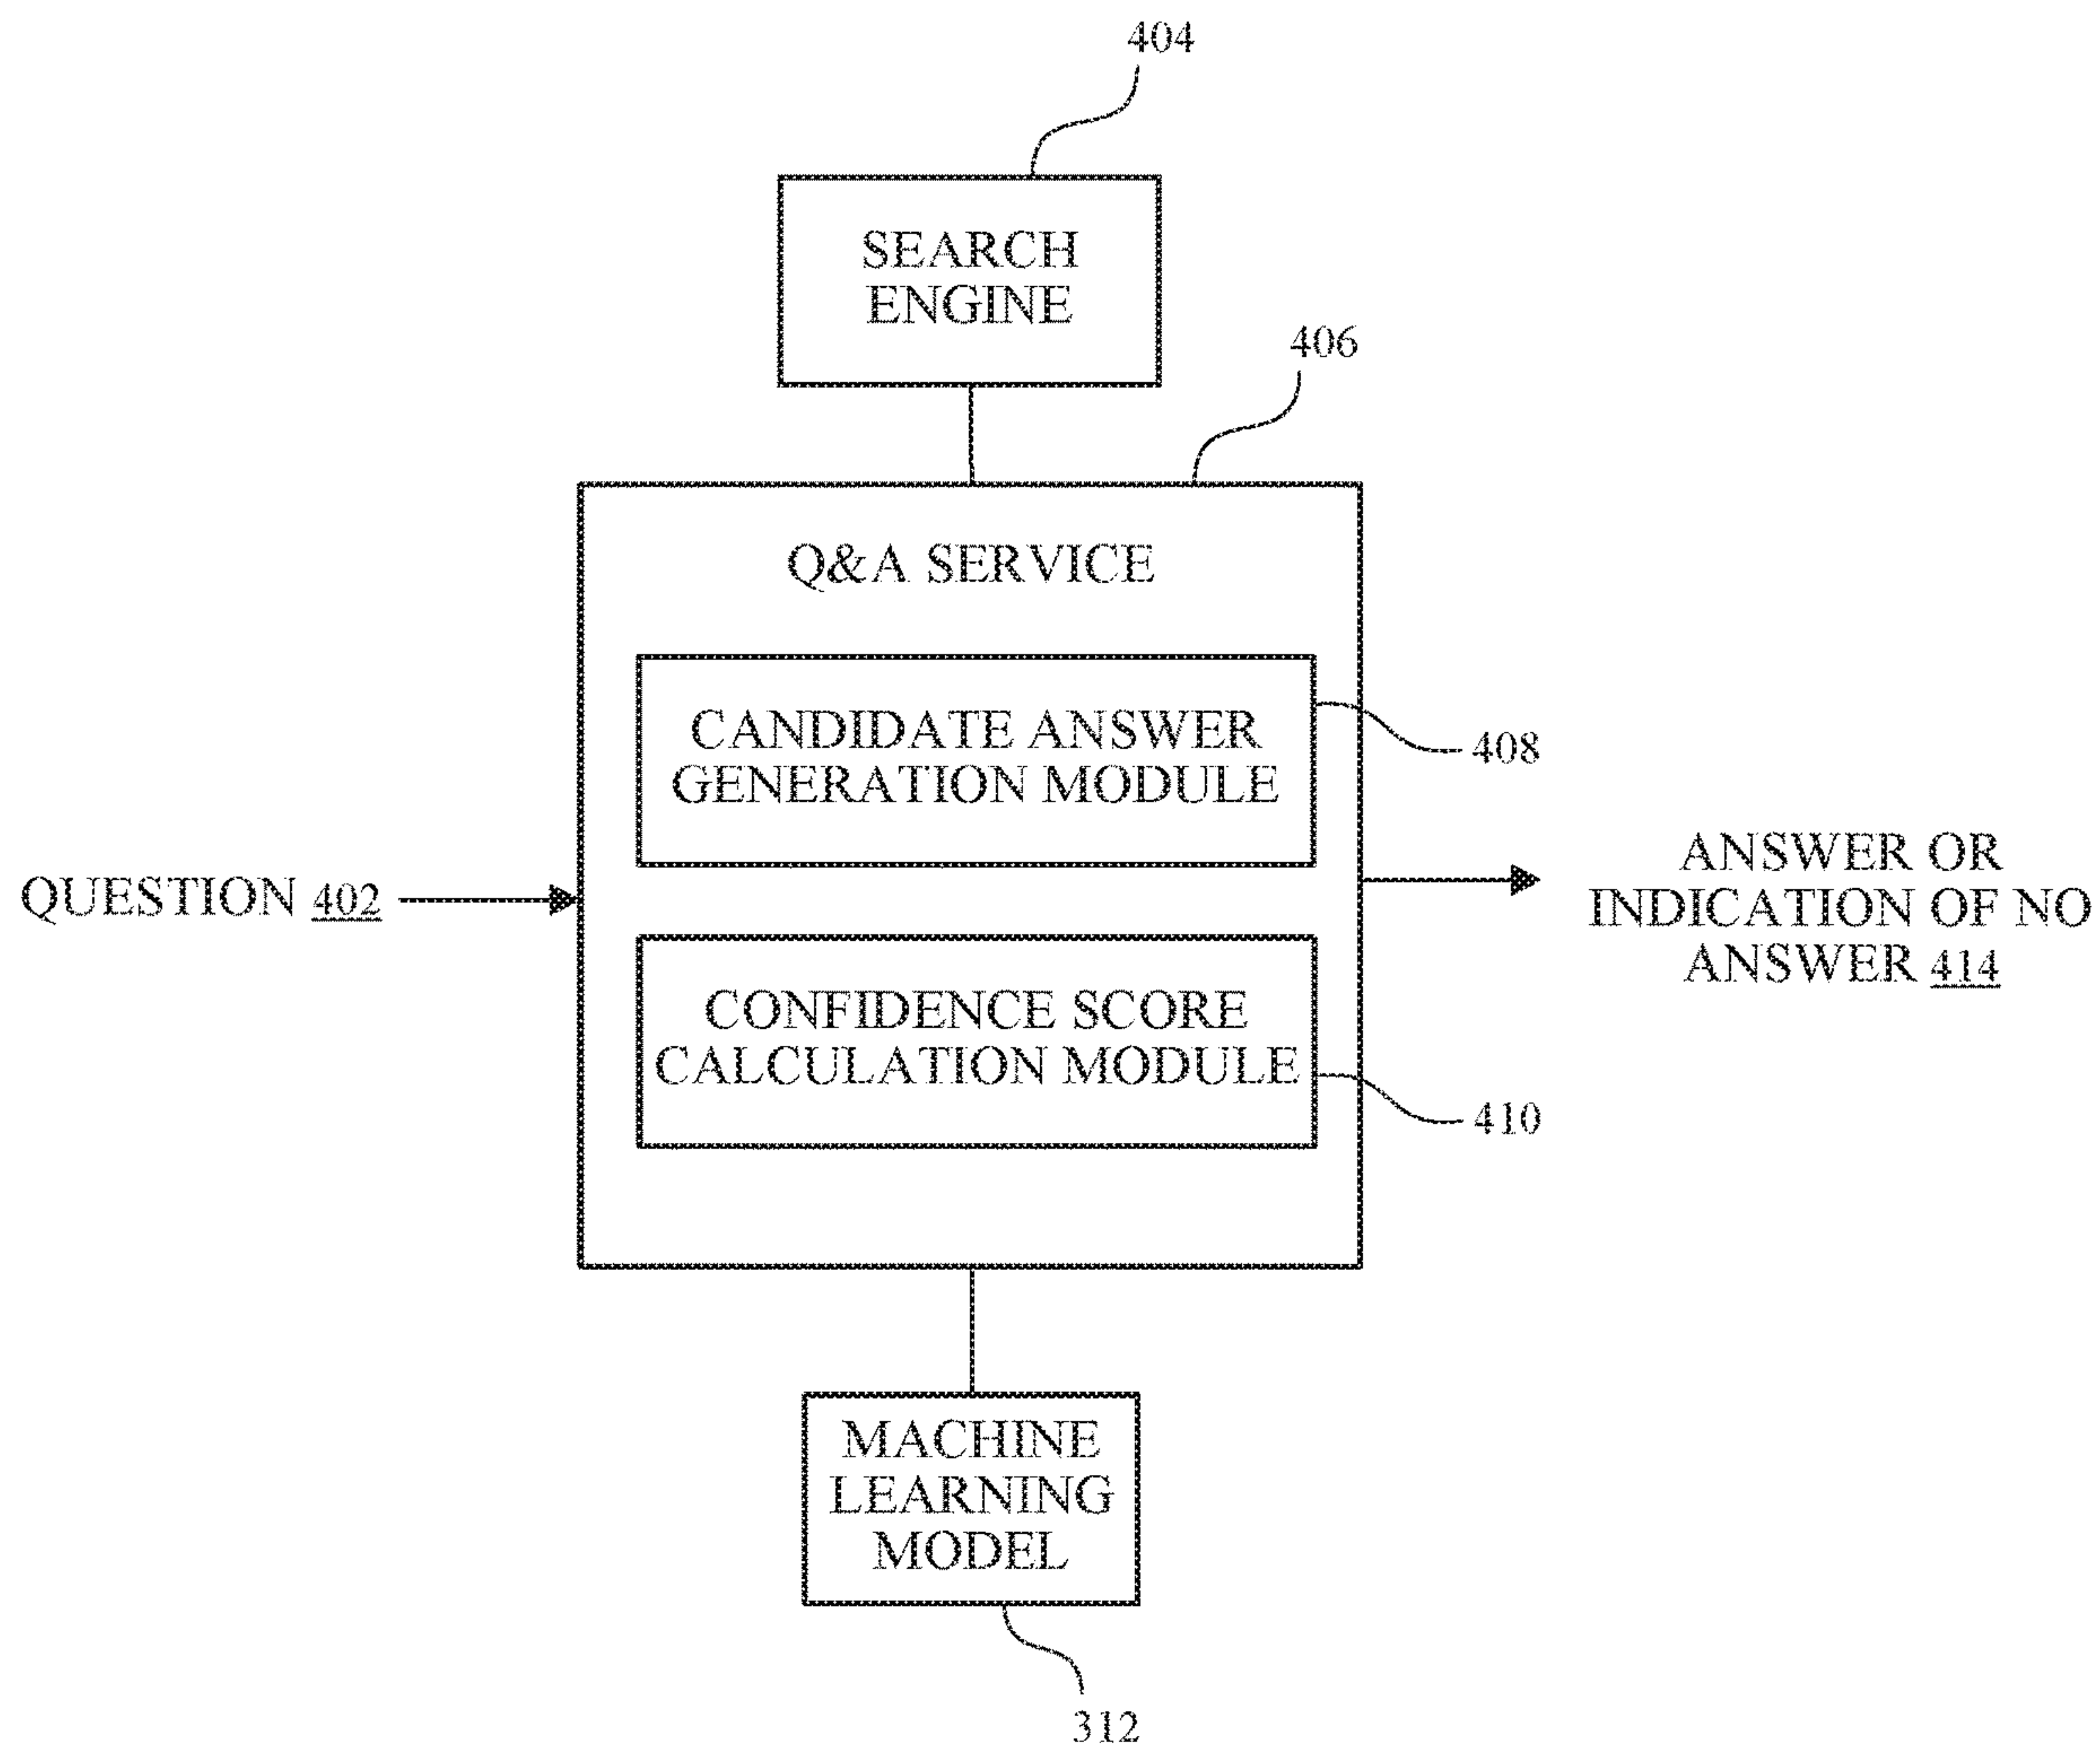 404
SEARCH
ENGINE
406
Q&A SERVICE
CANDIDATE ANSWER
GENERATION MODULE
408
QUESTION 402
ANSWER OR
INDICATION OF NO
ANSWER 414
CONFIDENCE SCORE
CALCULATION MODULE
410
MACHINE
LEARNING
MODEL
312